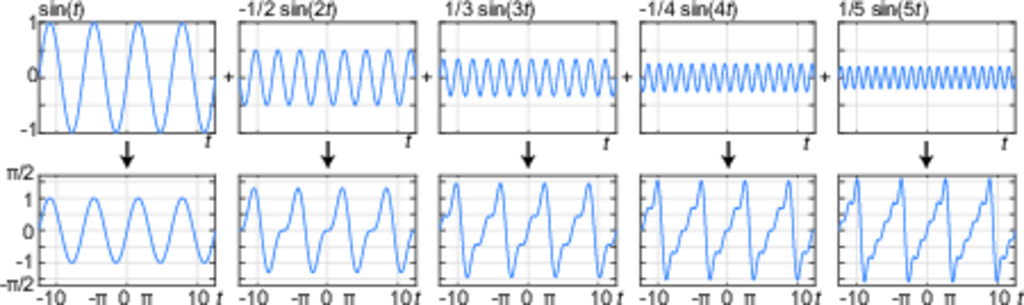 sin(t) -1/2 sin(2t) 1/3 sin(3t) -1/4 sin(4t) 1/5 sin(5t)
1
0 + + + +
-1
t t t t t
π/2
1
0
-1
-π/2
-10 -π 0 π 10 t -10 -π 0 π 10 t -10 -π 0 π 10 t -10 -π 0 π 10 t -10 -π 0 π 10 t